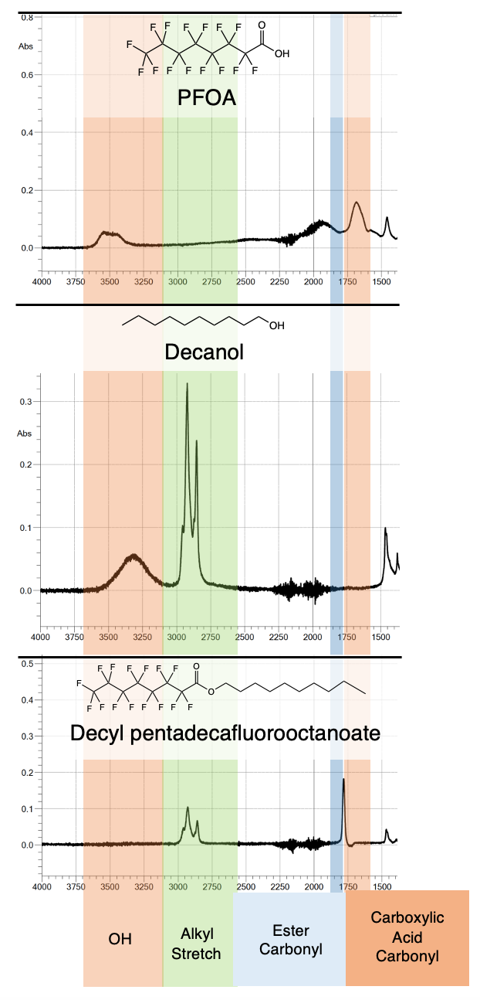 0.8
Abs
F F F F F F F O
F OH
F F F F F F F F
PFOA
0.6
0.4
0.2
0.0
4000 3750 3500 3250 3000 2750 2500 2250 2000 1750 1500
OH
Decanol
0.3
Abs
0.2
0.1
0.0
4000 3750 3500 3250 3000 2750 2500 2250 2000 1750 1500
0.5
F F F F F F O
F
O
F F F F F F F F
0.4
Decyl pentadecafluorooctanoate
0.3
0.2
0.1
0.0
4000 3750 3500 3250 3000 2750 2500 2250 2000 1750 1500
OH
Alkyl
Stretch
Ester
Carbonyl
Carboxylic
Acid
Carbonyl